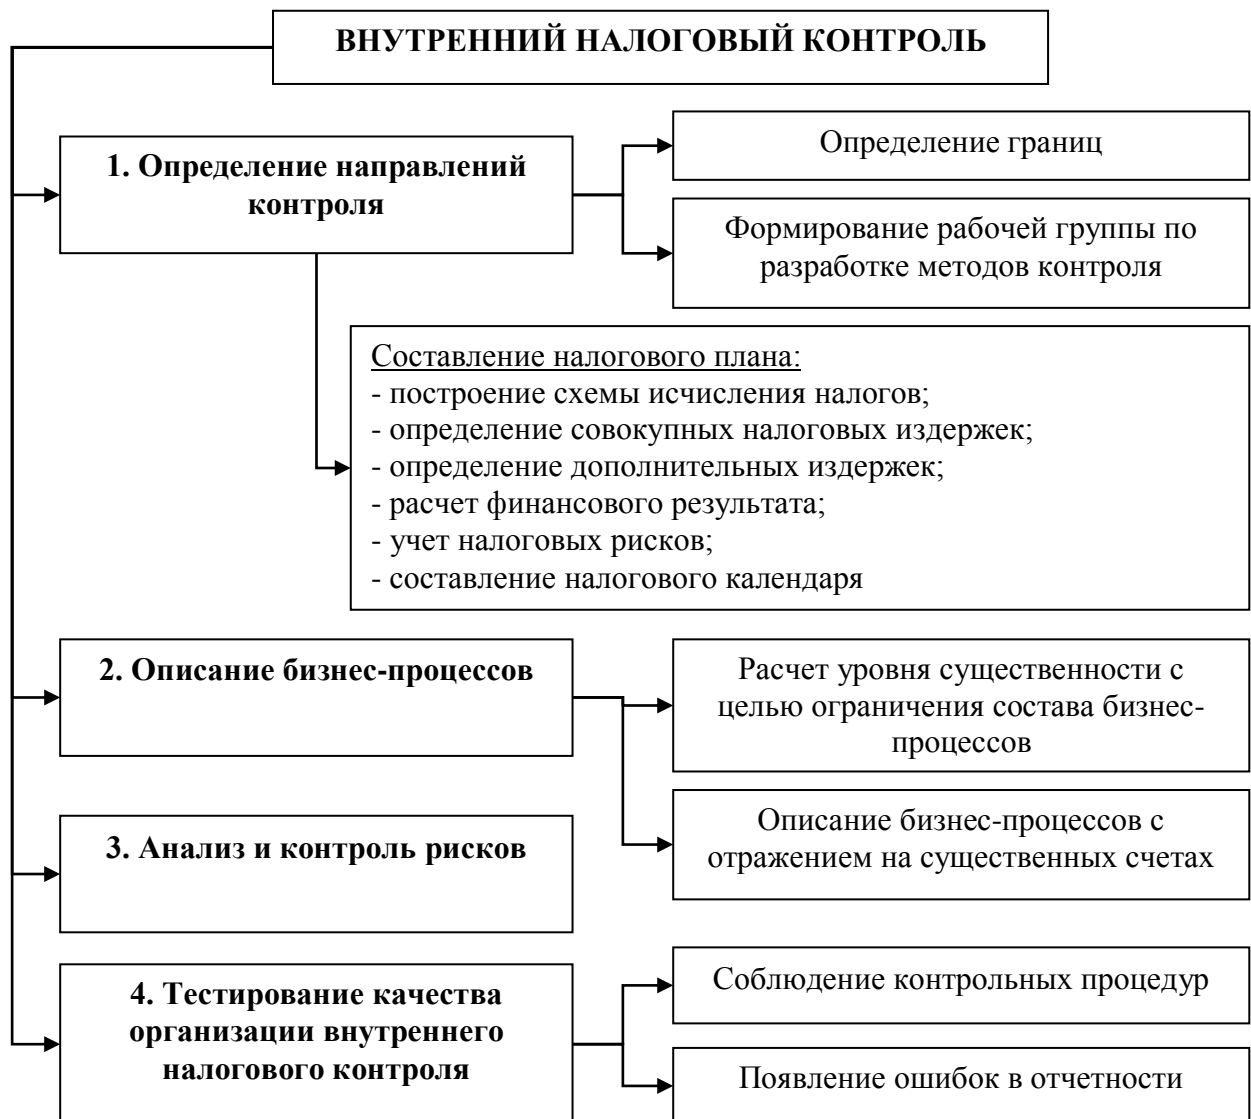 ВНУТРЕННИЙ НАЛОГОВЫЙ КОНТРОЛЬ
1. Определение направлений
контроля
Определение границ
Формирование рабочей группы по
разработке методов контроля
Составление налогового плана:
- построение схемы исчисления налогов;
- определение совокупных налоговых издержек;
- определение дополнительных издержек;
- расчет финансового результата;
- учет налоговых рисков;
- составление налогового календаря
2. Описание бизнес-процессов
Расчет уровня существенности с
целью ограничения состава бизнес-
процессов
Описание бизнес-процессов с
отражением на существенных счетах
3. Анализ и контроль рисков
4. Тестирование качества
организации внутреннего
налогового контроля
Соблюдение контрольных процедур
Появление ошибок в отчетности